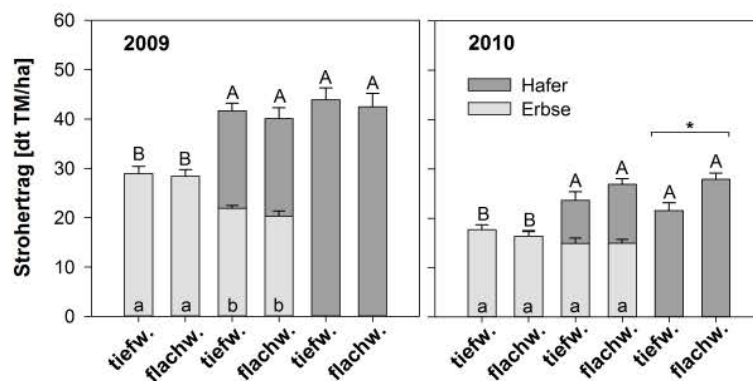 Strohertrag [dt TM/ha]
60
50
40
30
20
10
0
2009
B B A A A A
a a b b
tiefw. flachw. tiefw. flachw. tiefw. flachw.
2010
Hafer
Erbse
*
B B A A A A
a a a a
tiefw. flachw. tiefw. flachw. tiefw. flachw.